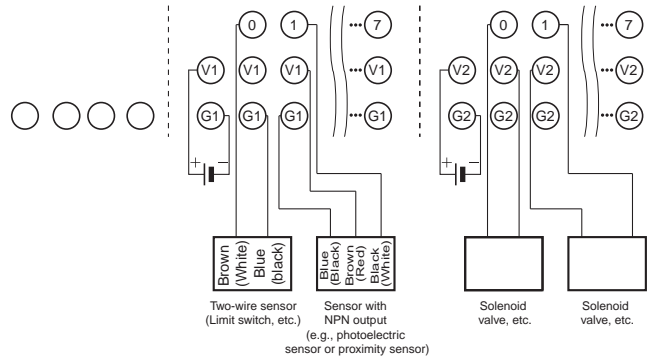 0 1 ••• 7 0 1 ••• 7
V1 V1 V1 ••• V1 V2 V2 V2 ••• V2
G1 G1 G1 ••• G1 G2 G2 G2 ••• G2
+ − + −
Brown
(White)
Blue
(black)
Blue
(Black)
Brown
(Red)
Black
(White)
Two-wire sensor
(Limit switch, etc.)
Sensor with
NPN output
(e.g., photoelectric
sensor or proximity sensor)
Solenoid
valve, etc.
Solenoid
valve, etc.